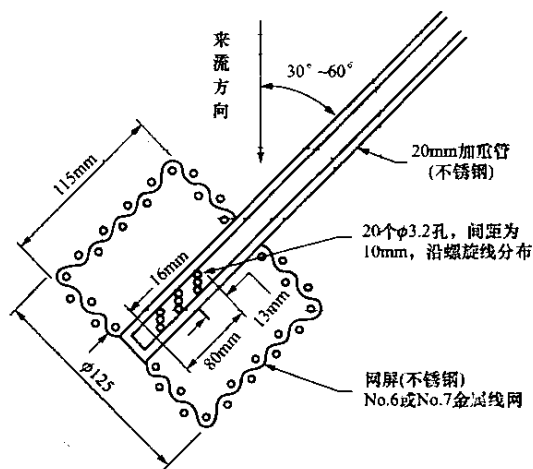 来流方向
30°~60°
20mm加重管
(不锈钢)
115mm
20个φ3.2孔，间距为
10mm，沿螺旋线分布
16mm
13mm
80mm
φ125
网屏(不锈钢)
No.6或No.7金属线网